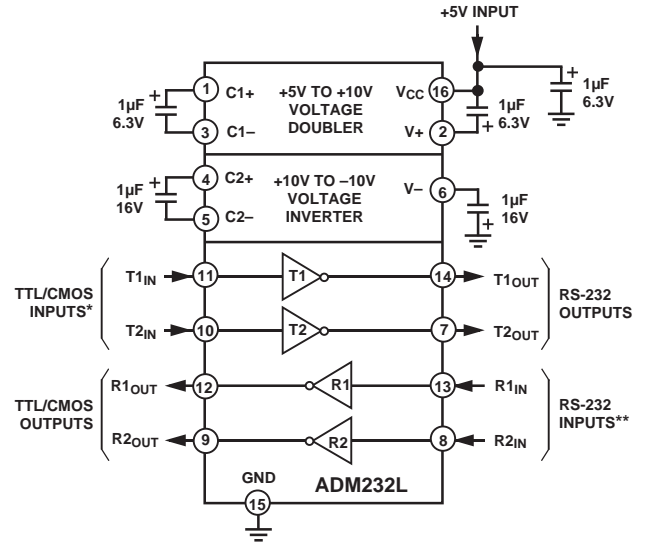 +5V INPUT
1 C1+ +5V TO +10V VCC 16
VOLTAGE
DOUBLER
1µF
6.3V
+
3 C1– V+ 2
+
1µF
6.3V
+
1µF
6.3V
4 C2+ +10V TO –10V V– 6
VOLTAGE
INVERTER
1µF
16V
+
5 C2–
1µF
16V
+
TTL/CMOS
INPUTS*
T1IN 11 T1 14 T1OUT
T2IN 10 T2 7 T2OUT
RS-232
OUTPUTS
TTL/CMOS
OUTPUTS
R1OUT 12 R1 13 R1IN
R2OUT 9 R2 8 R2IN
RS-232
INPUTS**
GND
15
ADM232L